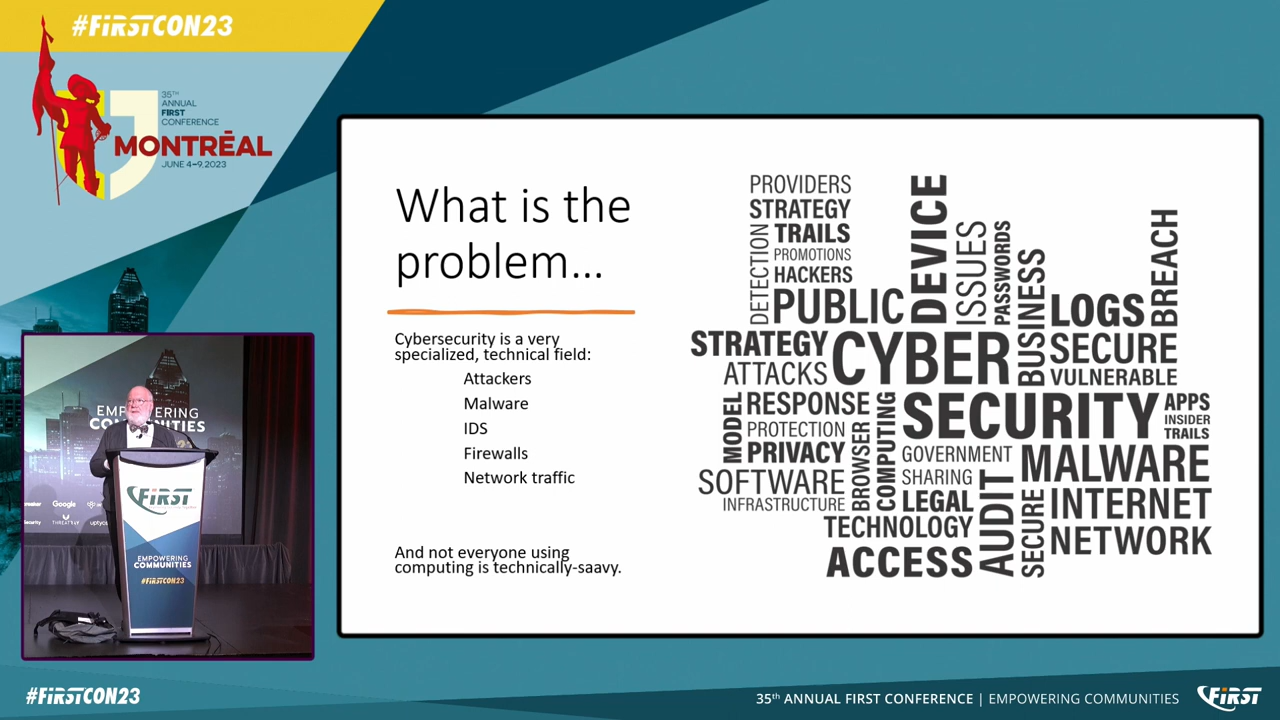 #FIRSTCON23
35TH
ANNUAL
FIRST
CONFERENCE
MONTRÉAL
JUNE 4–9,2023
What is the
problem...
Cybersecurity is a very
specialized, technical field:
Attackers
Malware
IDS
Firewalls
Network traffic
And not everyone using
computing is technically-saavy.
PROVIDERS
STRATEGY
DETECTION
TRAILS
PROMOTIONS
HACKERS
PUBLIC
DEVICE
ISSUES
PASSWORDS
BUSINESS
LOGS
BREACH
STRATEGY
CYBER
SECURE
ATTACKS
VULNERABLE
MODEL
RESPONSE
PROTECTION
PRIVACY
BROWSER
COMPUTING
SECURITY
APPS
INSIDER
TRAILS
GOVERNMENT
MALWARE
SOFTWARE
SHARING
INFRASTRUCTURE
LEGAL
AUDIT
SECURE
INTERNET
TECHNOLOGY
NETWORK
ACCESS
EMPOWERING
COMMUNITIES
Google
THREATRAY
FiRST
EMPOWERING
COMMUNITIES
#FiRSTCON23
#FiRSTCON23
35th ANNUAL FIRST CONFERENCE | EMPOWERING COMMUNITIES
FiRST